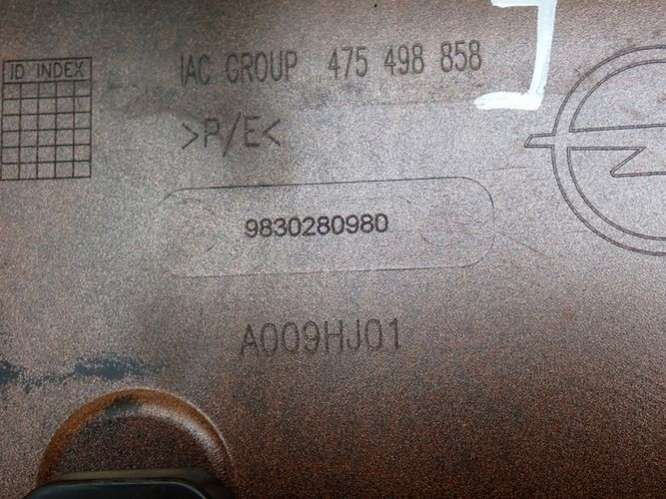 ID INDEX
IAC GROUP 475 498 858
>P/E<
9830280980
A009HJ01